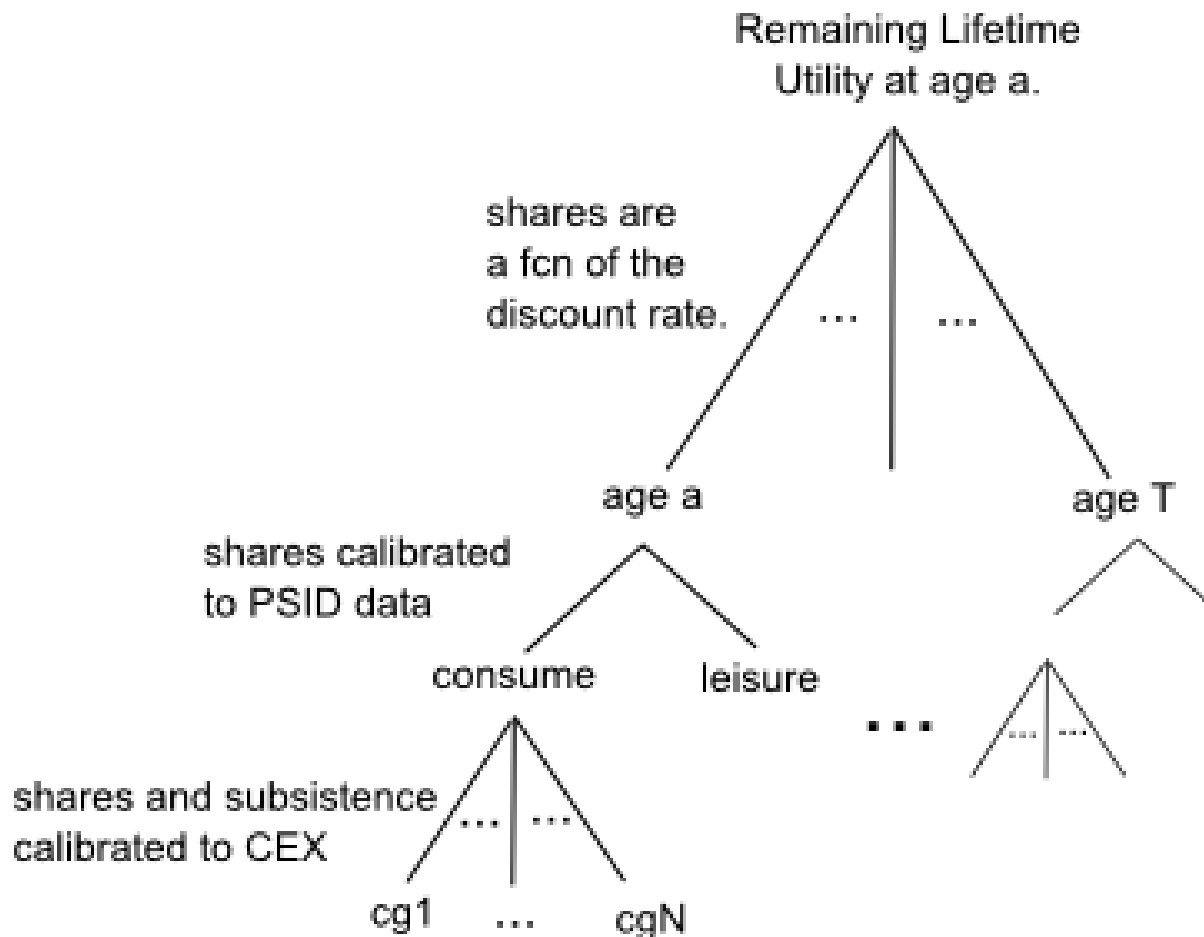 Remaining Lifetime
Utility at age a.
shares are
a fcn of the
discount rate.
... ...
age a
age T
shares calibrated
to PSID data
consume
leisure
...
... ...
shares and subsistence
calibrated to CEX
... ...
cg1 ... cgN